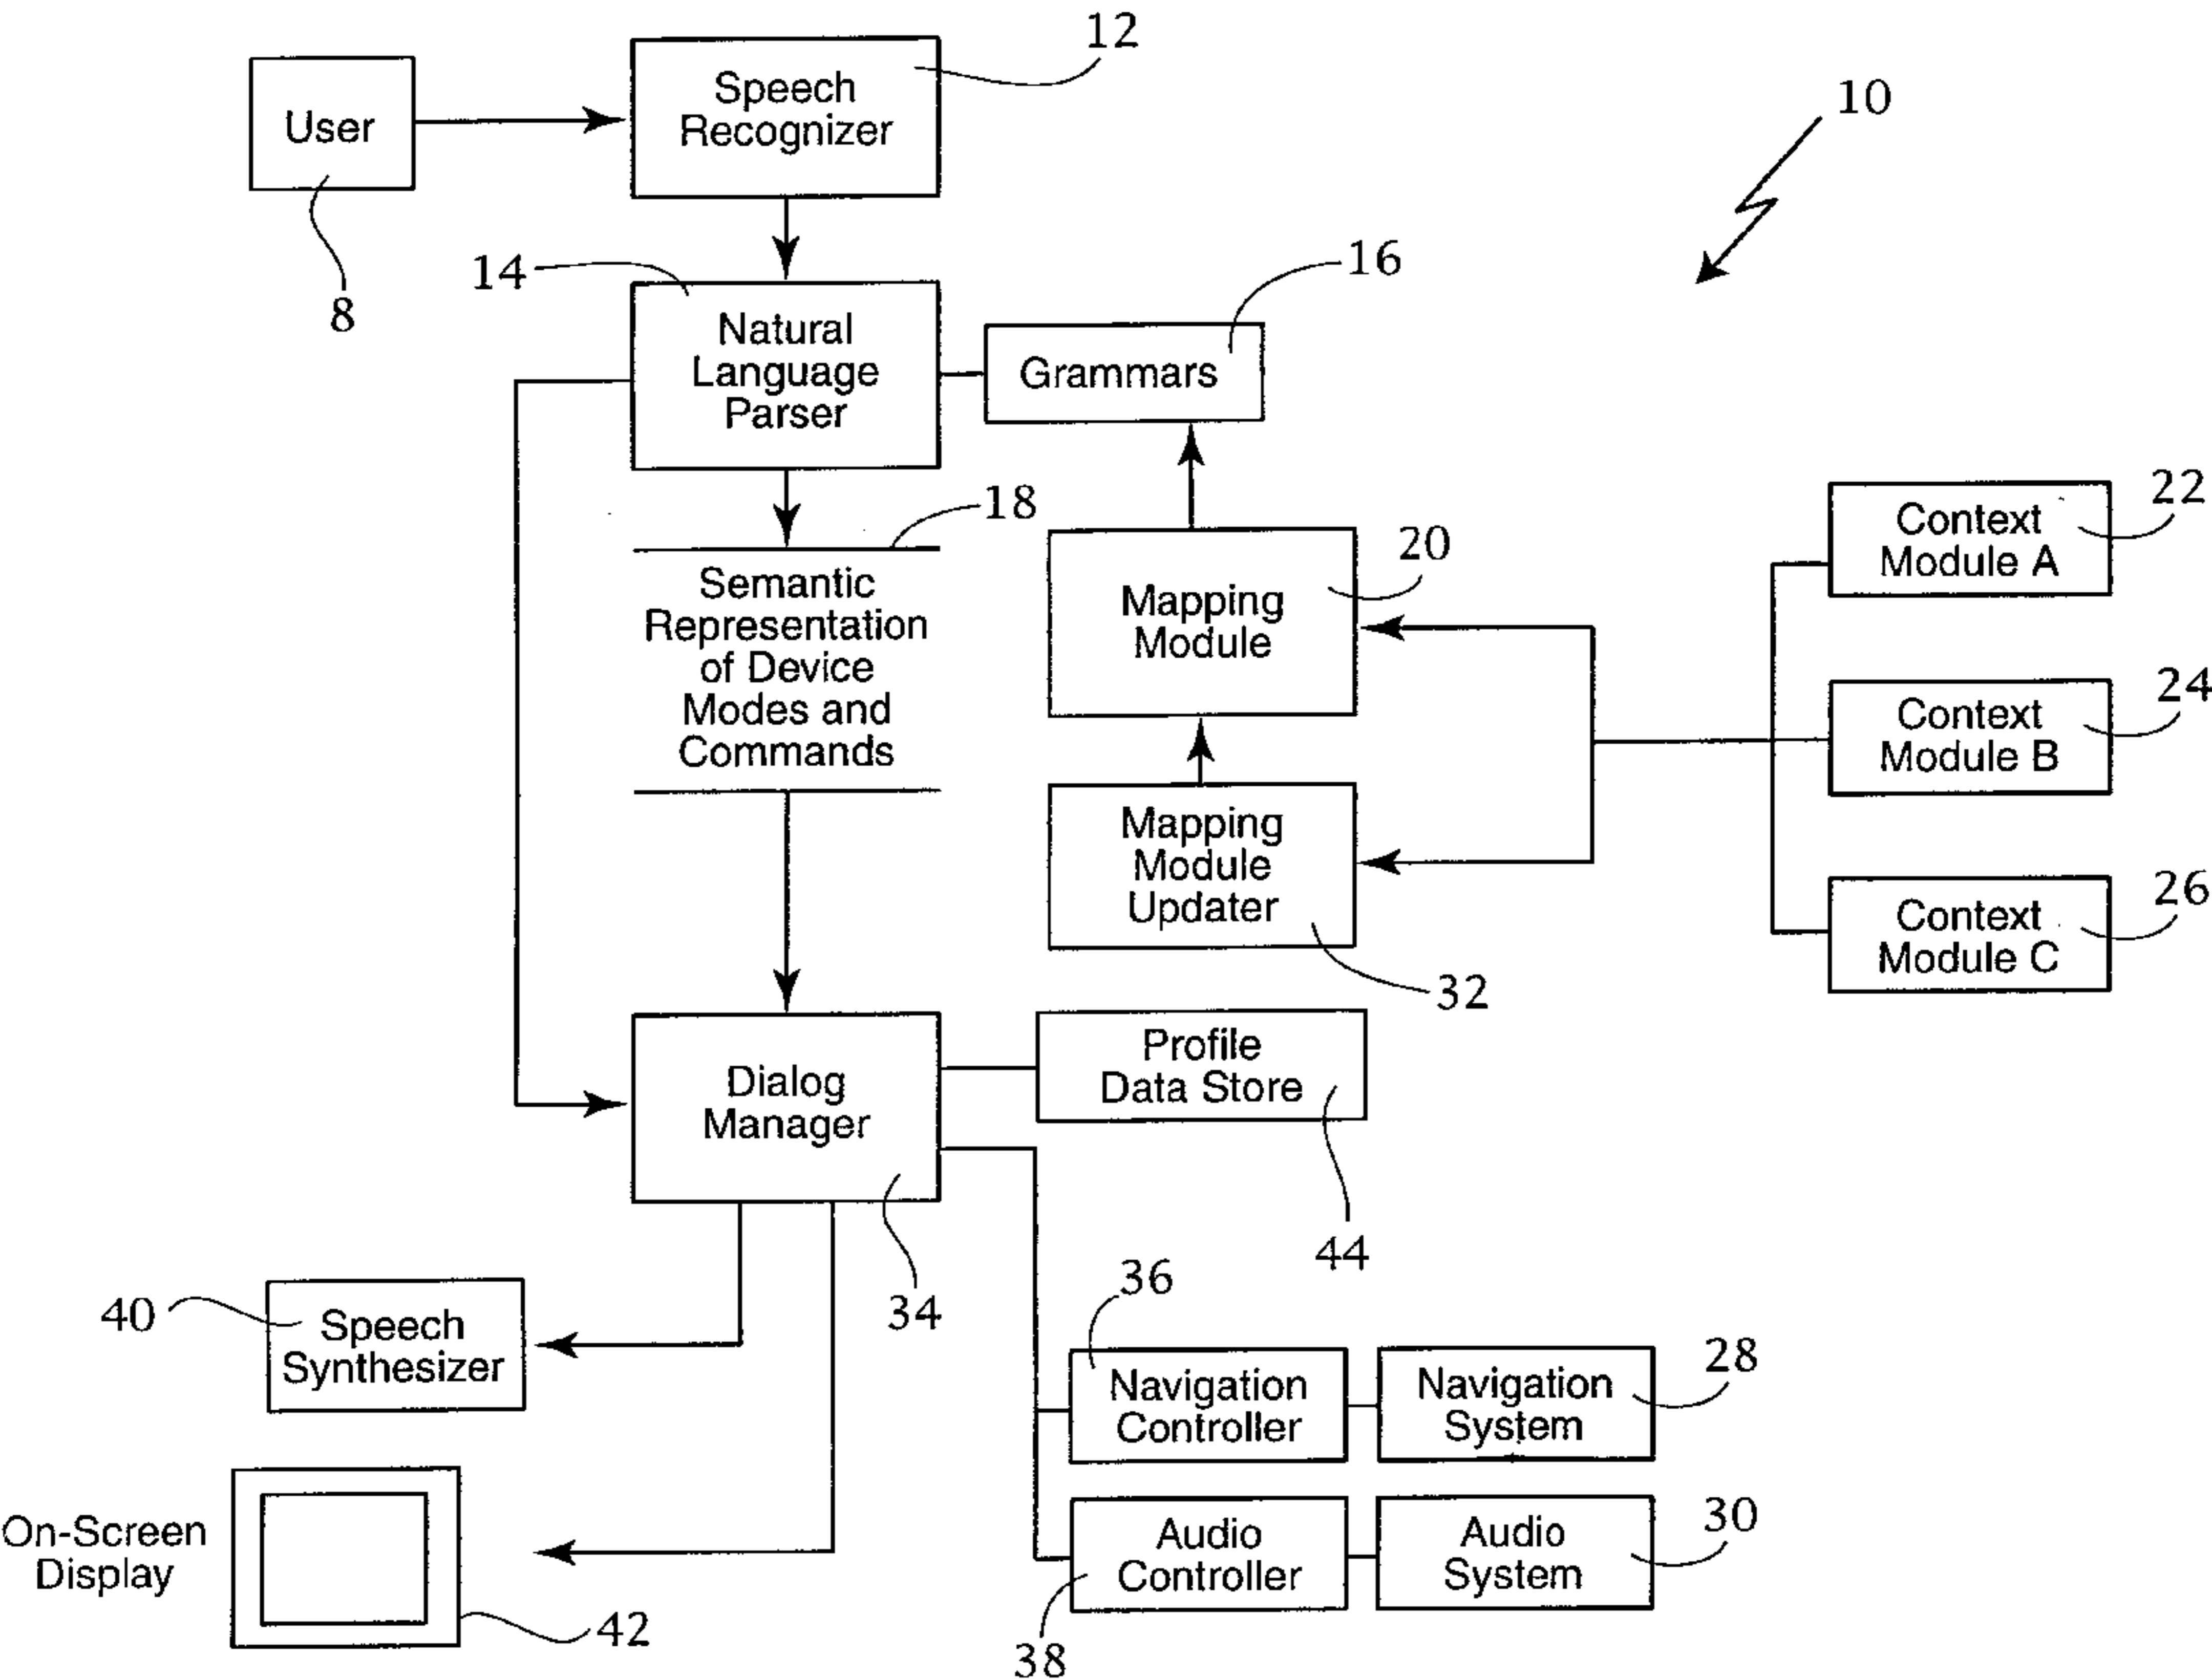 12
User
Speech
Recognizer
10
8
14
16
Natural
Language
Parser
Grammars
18
22
Context
Module A
20
Semantic
Representation
of Device
Modes and
Commands
Mapping
Module
24
Context
Module B
Mapping
Module
Updater
26
Context
Module C
32
Dialog
Manager
Profile
Data Store
44
34
36
40
Speech
Synthesizer
Navigation
Controller
Navigation
System
28
On-Screen
Display
42
Audio
Controller
Audio
System
30
38